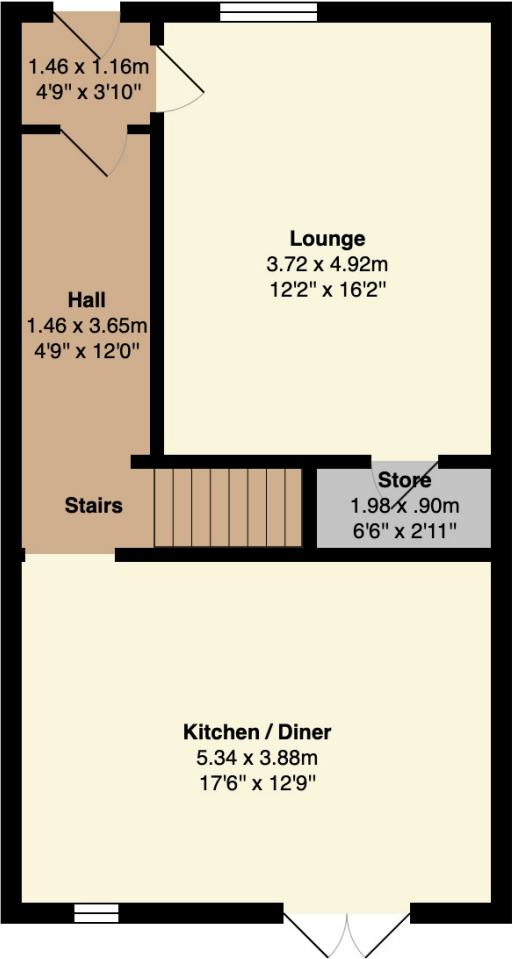 1.46 x 1.16m
4'9" x 3'10"
Lounge
3.72 x 4.92m
12'2" x 16'2"
Hall
1.46 x 3.65m
4'9" x 12'0"
Store
1.98 x .90m
6'6" x 2'11"
Stairs
Kitchen / Diner
5.34 x 3.88m
17'6" x 12'9"